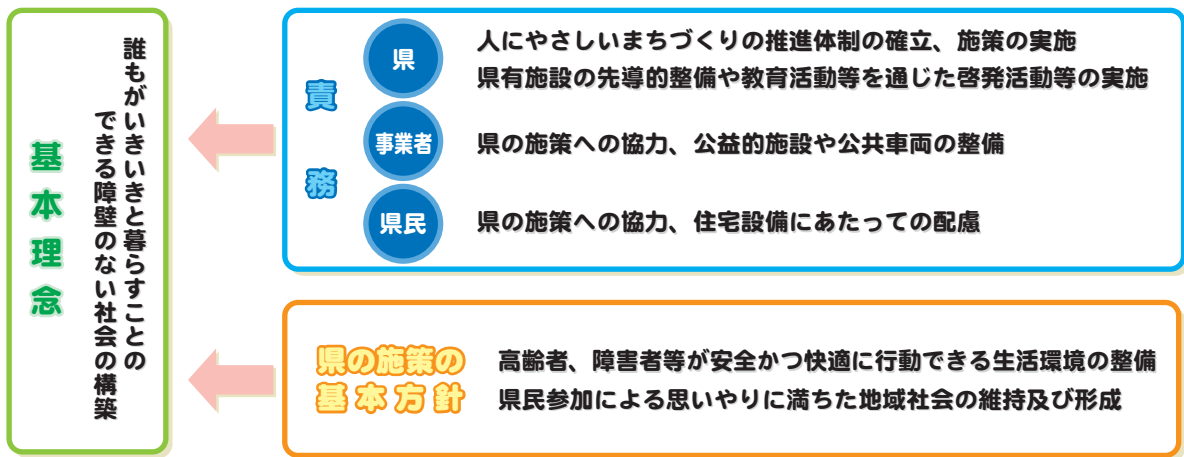 基本理念
誰もがいきいきと暮らすことの
できる障壁のない社会の構築
責務
県
人にやさしいまちづくりの推進体制の確立、施策の実施
県有施設の先導的整備や教育活動等を通じた啓発活動等の実施
事業者
県の施策への協力、公益的施設や公共車両の整備
県民
県の施策への協力、住宅設備にあたっての配慮
県の施策の
基本方針
高齢者、障害者等が安全かつ快適に行動できる生活環境の整備
県民参加による思いやりに満ちた地域社会の維持及び形成